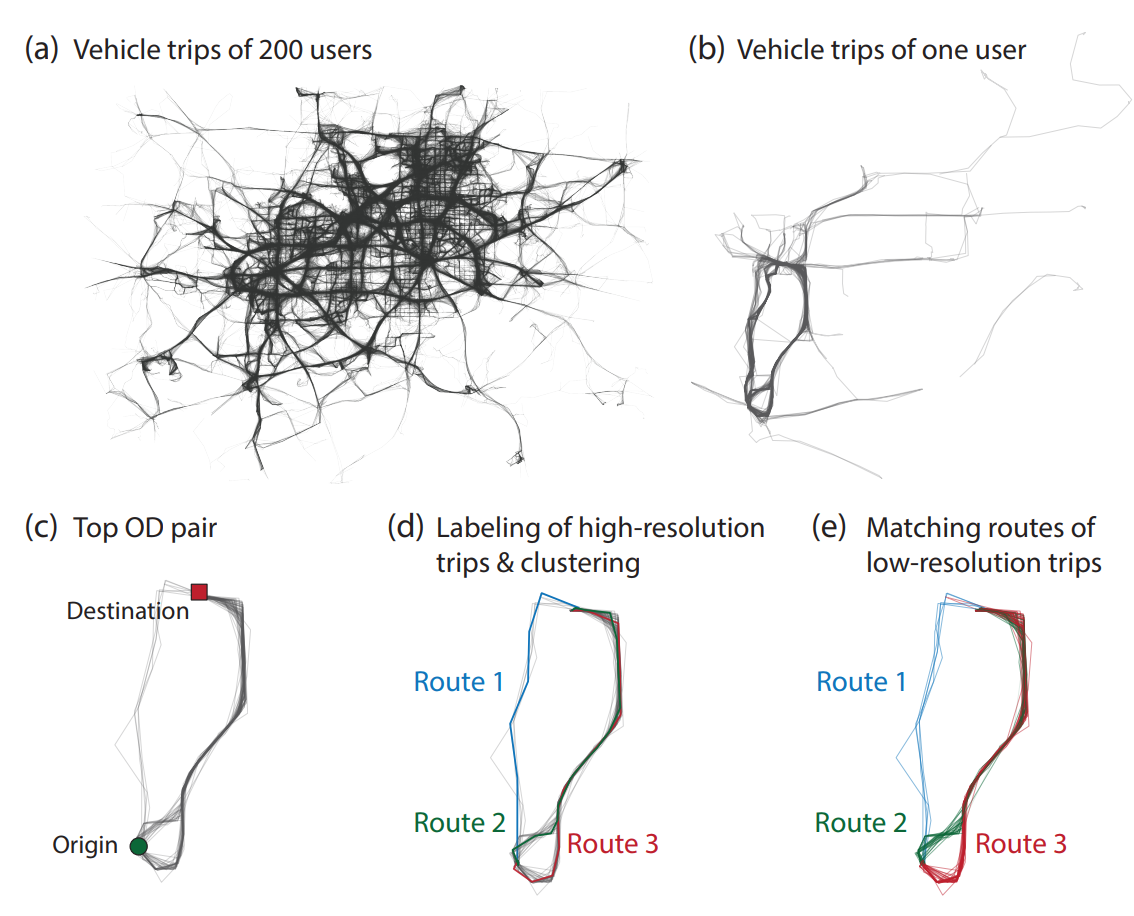 (a) Vehicle trips of 200 users
(b) Vehicle trips of one user
(c) Top OD pair
Destination
Origin
(d) Labeling of high-resolution
trips & clustering
Route 1
Route 2
Route 3
(e) Matching routes of
low-resolution trips
Route 1
Route 2
Route 3